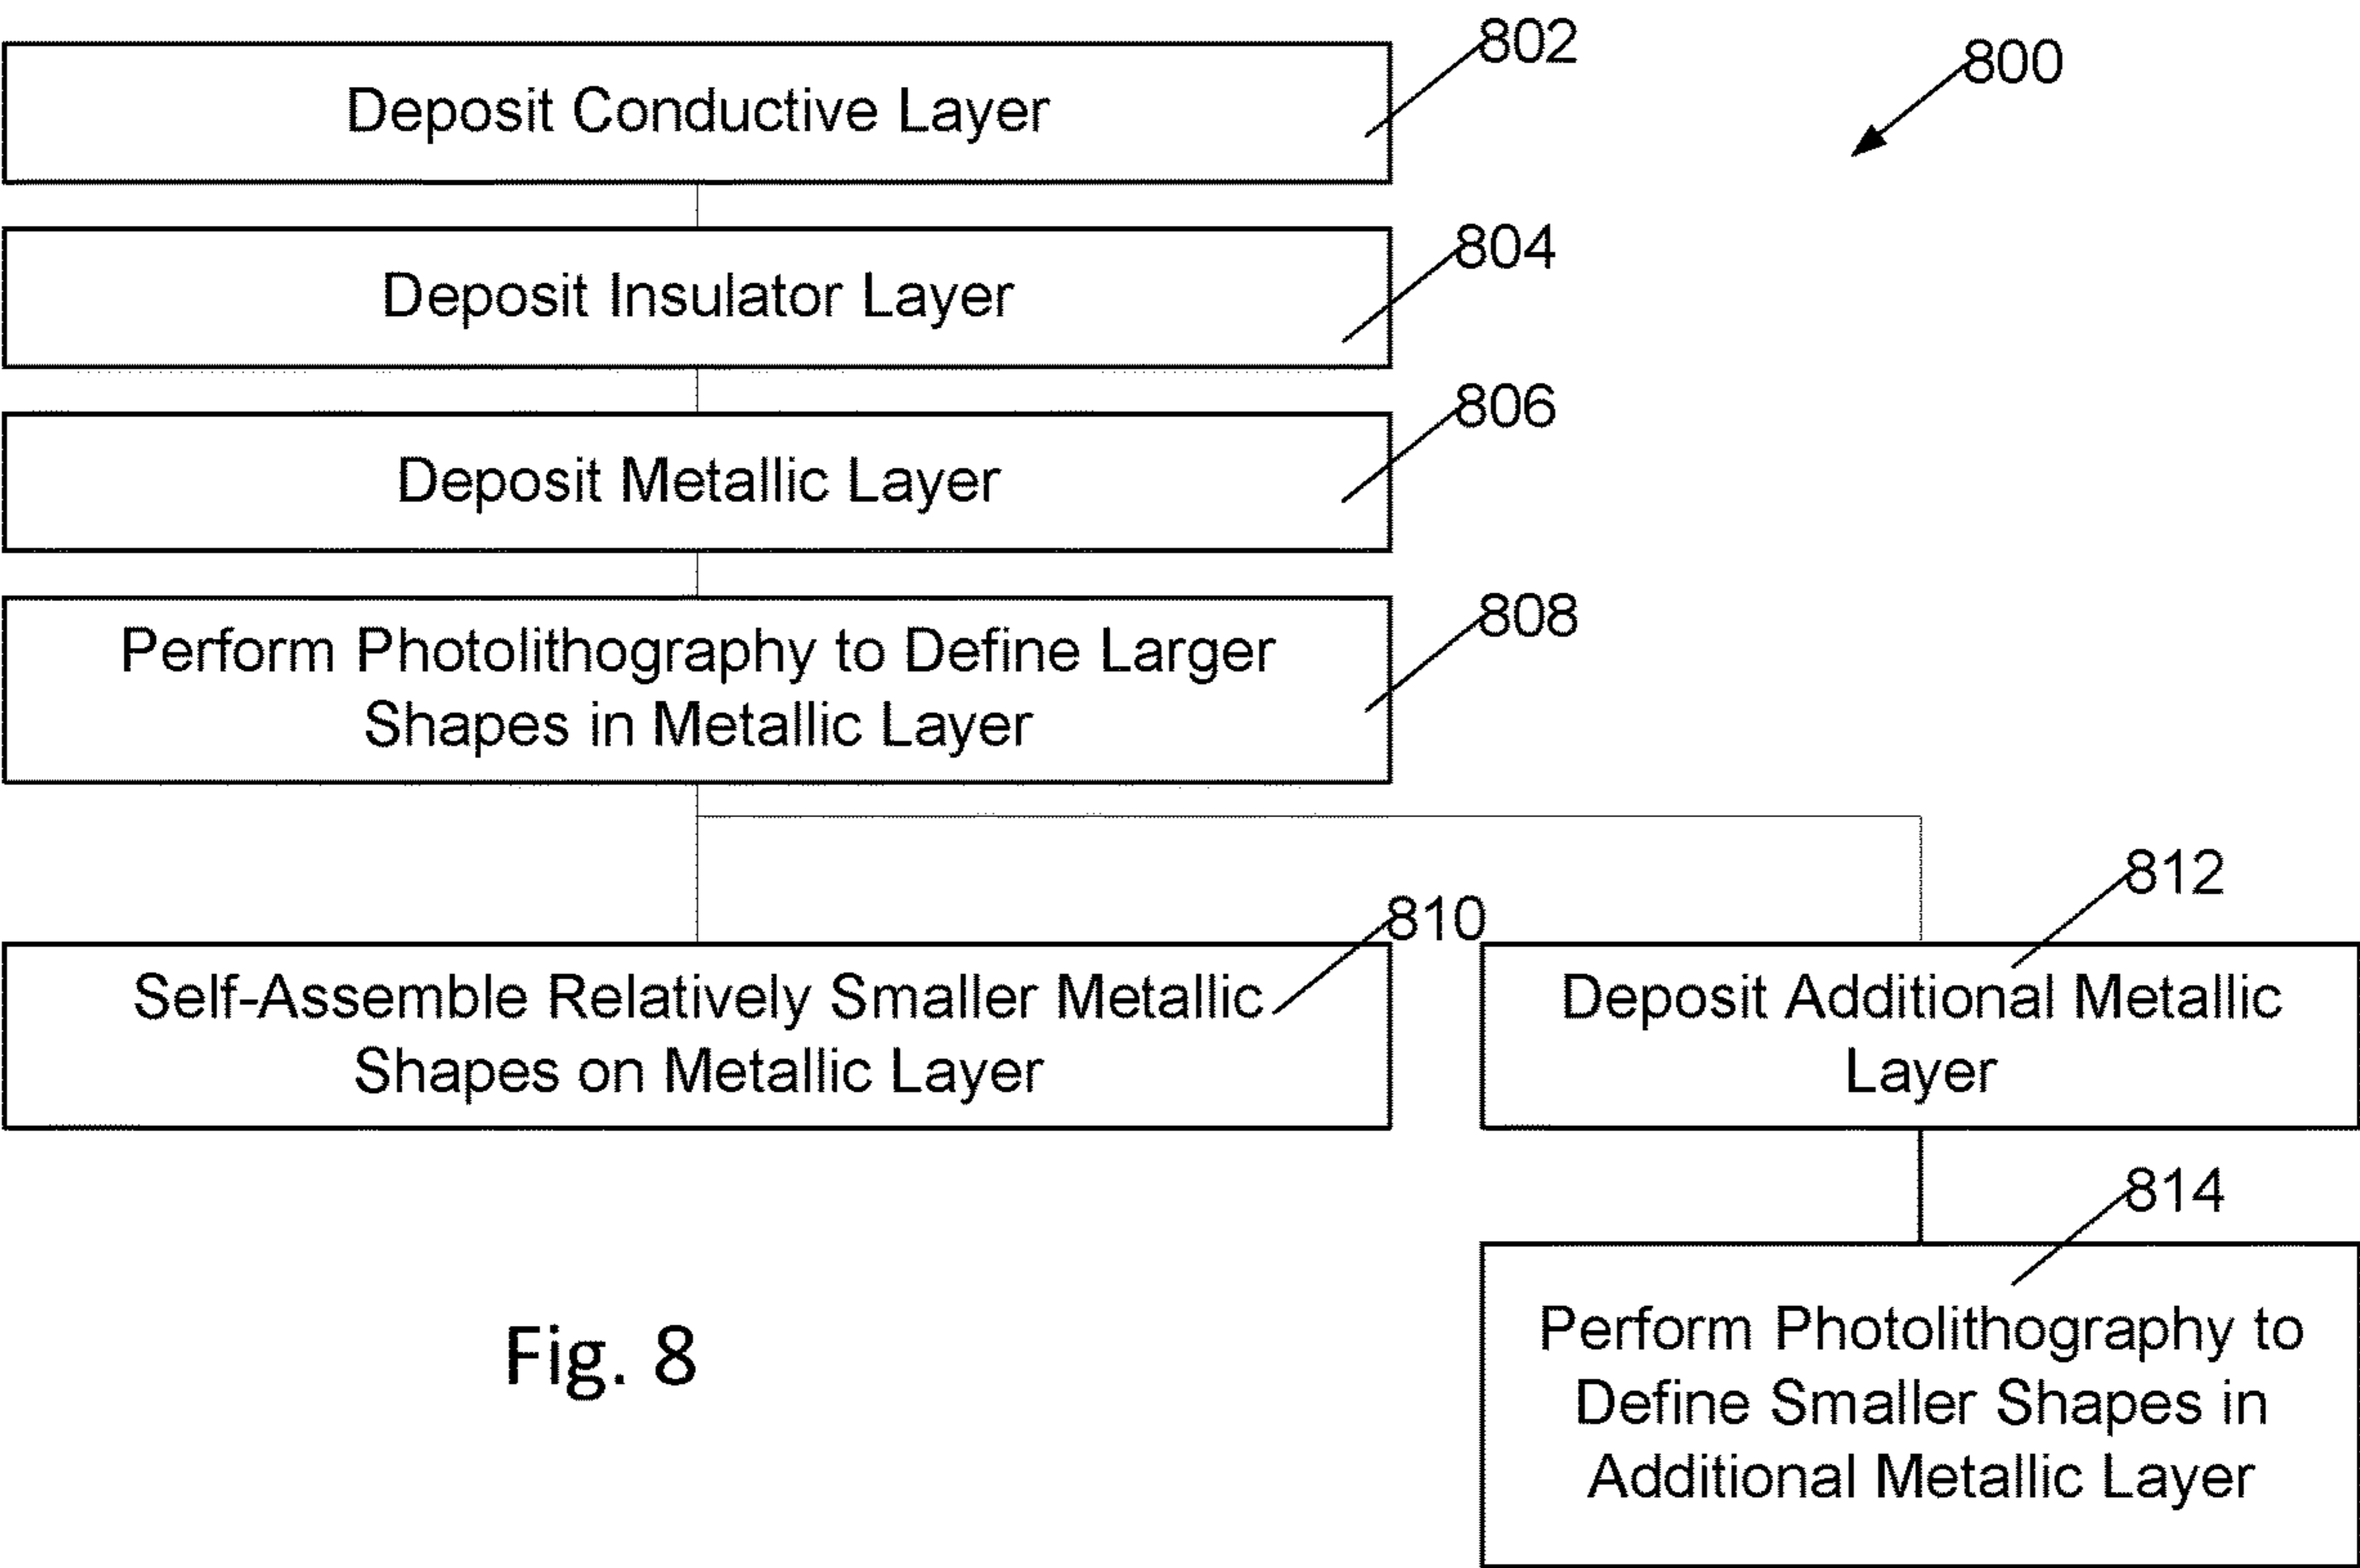 802
800
Deposit Conductive Layer
804
Deposit Insulator Layer
806
Deposit Metallic Layer
808
Perform Photolithography to Define Larger
Shapes in Metallic Layer
810
812
Self-Assemble Relatively Smaller Metallic
Shapes on Metallic Layer
Deposit Additional Metallic
Layer
814
Perform Photolithography to
Define Smaller Shapes in
Additional Metallic Layer
Fig. 8